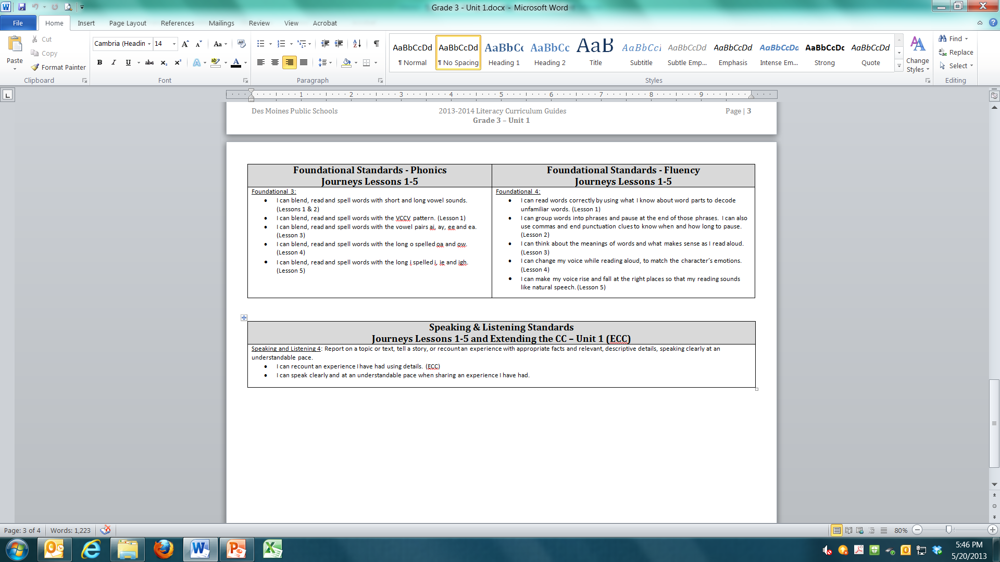 Grade 3 - Unit 1.docx - Microsoft Word
File Home Insert Page Layout References Mailings Review View Acrobat
Paste
Cut
Copy
Format Painter
Clipboard
Cambria (Headin 14
Font
Paragraph
AaBbCcDd AaBbCcDd AaBbCc AaBbCc AaB AaBbCcI AaBbCcDd AaBbCcDd AaBbCcDd AaBbCcDc AaBbCcDd
¶ Normal ¶ No Spacing Heading 1 Heading 2 Title Subtitle Subtle Emp... Emphasis Intense Em... Strong Quote
Styles
Change
Styles
Find
Replace
Select
Editing
1 2 3 4 5 6 7 8 9
Des Moines Public Schools 2013-2014 Literacy Curriculum Guides Page | 3
Grade 3 – Unit 1
Foundational Standards - Phonics
Journeys Lessons 1-5
Foundational 3:
• I can blend, read and spell words with short and long vowel sounds.
(Lessons 1 & 2)
• I can blend, read and spell words with the VCCV pattern. (Lesson 1)
• I can blend, read and spell words with the vowel pairs ai, ay, ee and ea.
(Lesson 3)
• I can blend, read and spell words with the long o spelled oa and ow.
(Lesson 4)
• I can blend, read and spell words with the long i spelled i, ie and igh.
(Lesson 5)
Foundational Standards - Fluency
Journeys Lessons 1-5
Foundational 4:
• I can read words correctly by using what I know about word parts to decode
unfamiliar words. (Lesson 1)
• I can group words into phrases and pause at the end of those phrases. I can also
use commas and end punctuation clues to know when and how long to pause.
(Lesson 2)
• I can think about the meanings of words and what makes sense as I read aloud.
(Lesson 3)
• I can change my voice while reading aloud, to match the character’s emotions.
(Lesson 4)
• I can make my voice rise and fall at the right places so that my reading sounds
like natural speech. (Lesson 5)
Speaking & Listening Standards
Journeys Lessons 1-5 and Extending the CC – Unit 1 (ECC)
Speaking and Listening 4: Report on a topic or text, tell a story, or recount an experience with appropriate facts and relevant, descriptive details, speaking clearly at an
understandable pace.
• I can recount an experience I have had using details. (ECC)
• I can speak clearly and at an understandable pace when sharing an experience I have had.
Page: 3 of 4 Words: 1,223 80%
5:46 PM
5/20/2013